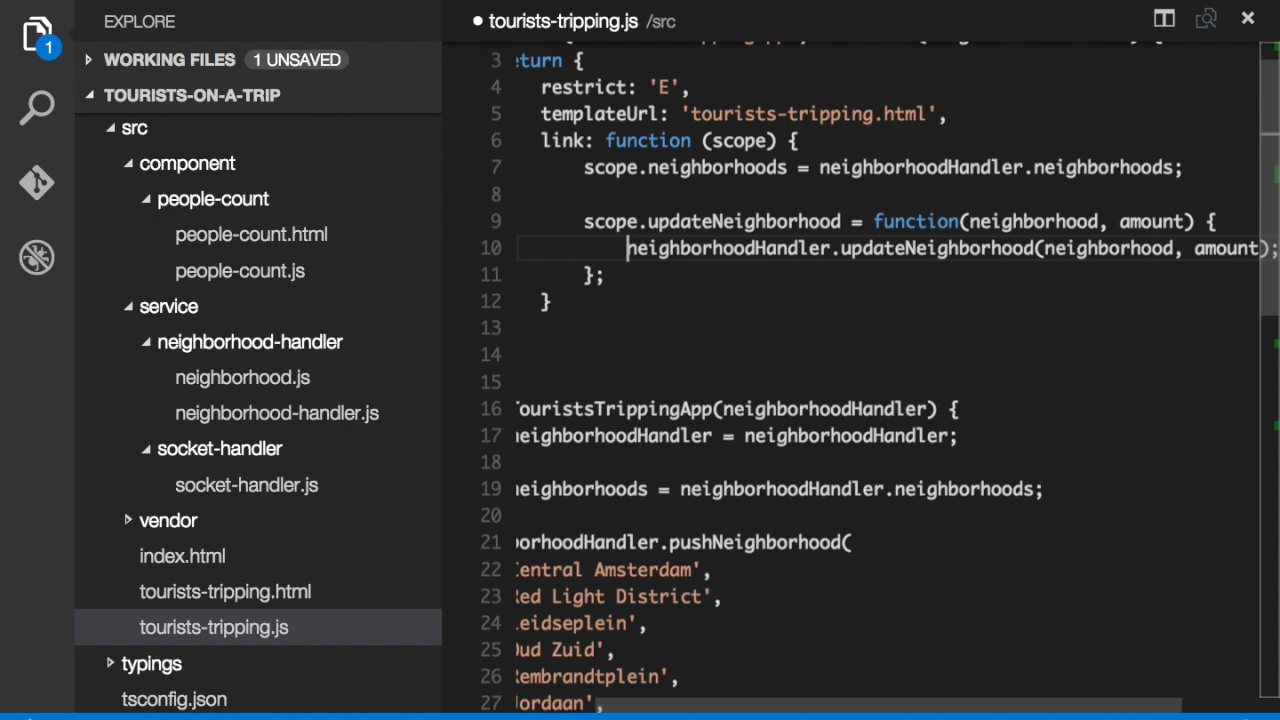 EXPLORE
WORKING FILES 1 UNSAVED
TOURISTS-ON-A-TRIP
src
component
people-count
people-count.html
people-count.js
service
neighborhood-handler
neighborhood.js
neighborhood-handler.js
socket-handler
socket-handler.js
vendor
index.html
tourists-tripping.html
tourists-tripping.js
typings
tsconfig.json
1
tourists-tripping.js /src
3 eturn {
4 restrict: 'E',
5 templateUrl: 'tourists-tripping.html',
6 link: function (scope) {
7 scope.neighborhoods = neighborhoodHandler.neighborhoods;
8
9 scope.updateNeighborhood = function(neighborhood, amount) {
10 neighborhoodHandler.updateNeighborhood(neighborhood, amount);
11 };
12 }
13
14
15
16 TouristsTrippingApp(neighborhoodHandler) {
17 neighborhoodHandler = neighborhoodHandler;
18
19 neighborhoods = neighborhoodHandler.neighborhoods;
20
21 borhoodHandler.pushNeighborhood(
22 Central Amsterdam',
23 Red Light District',
24 Leidseplein',
25 Oud Zuid',
26 Rembrandtplein',
27 Jordaan',